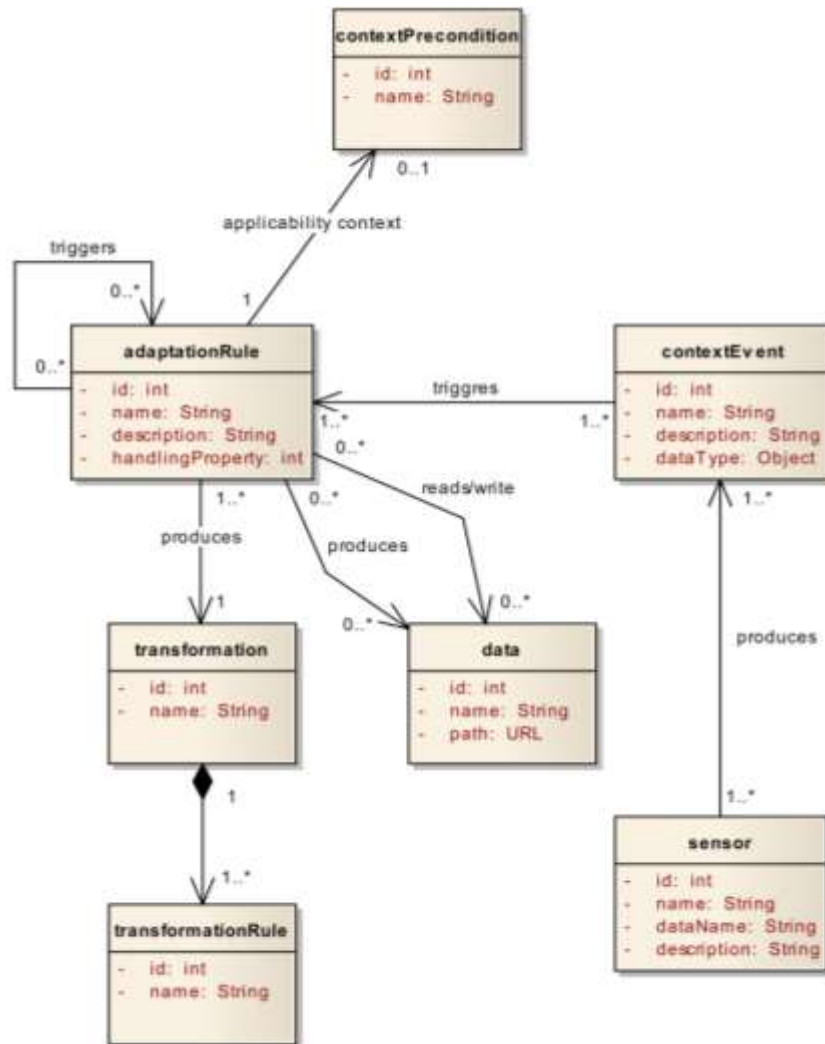 contextPrecondition
- id: int
- name: String
0..1
applicability context
triggers
0..*
1
0..*
adaptationRule
- id: int
- name: String
- description: String
- handlingProperty: int
contextEvent
- id: int
- name: String
- description: String
- dataType: Object
triggres
1..*
1..*
0..*
reads/write
1..*
0..*
1..*
produces
produces
1
0..*
0..*
produces
transformation
- id: int
- name: String
data
- id: int
- name: String
- path: URL
1
1..*
1..*
sensor
- id: int
- name: String
- dataName: String
- description: String
transformationRule
- id: int
- name: String